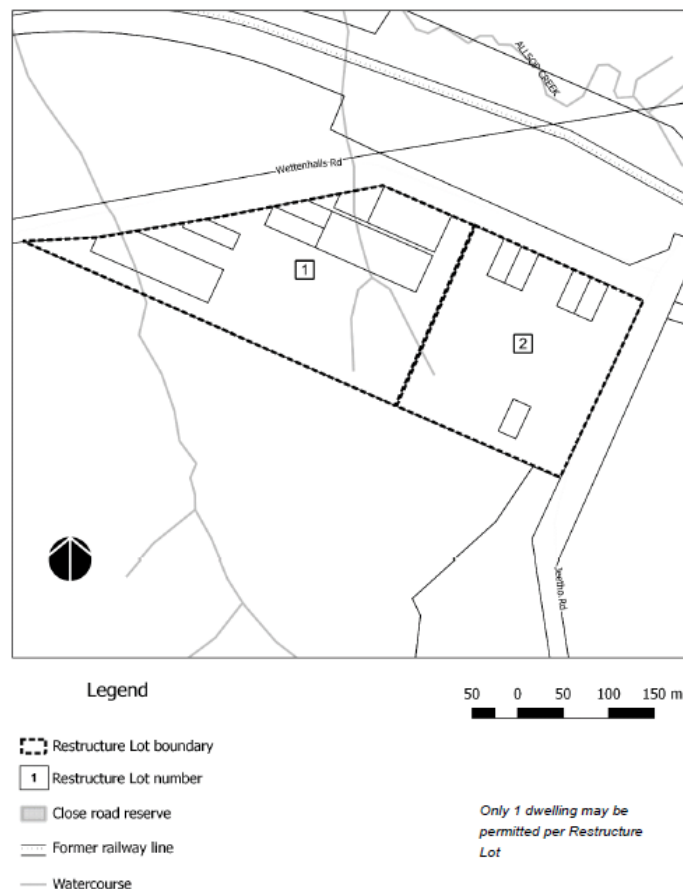 ALLSOP CREEK
Wettenhalls Rd
1
2
Jeetho Rd
Legend
50 0 50 100 150 m
Restructure Lot boundary
1 Restructure Lot number
Close road reserve
Former railway line
Watercourse
Only 1 dwelling may be
permitted per Restructure
Lot